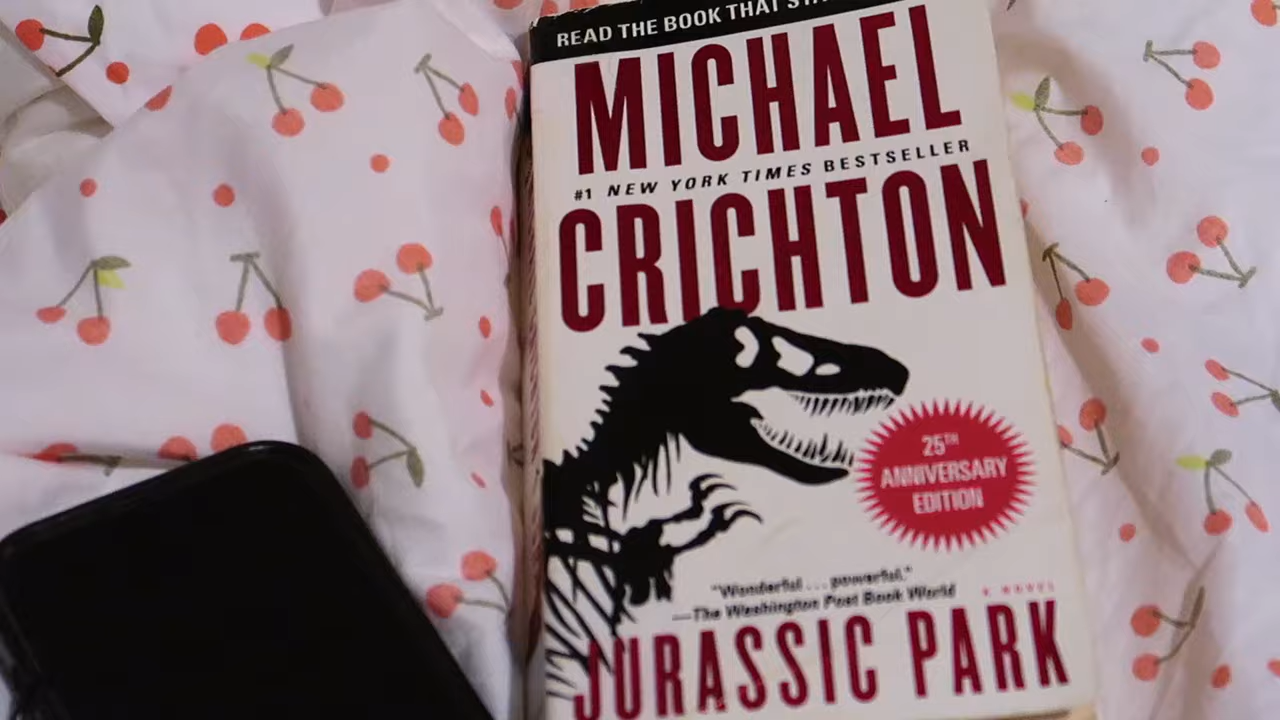 READ THE BOOK THAT
MICHAEL
#1 NEW YORK TIMES BESTSELLER
CRICHTON
25TH
ANNIVERSARY
EDITION
"Wonderful... powerful."
—The Washington Post Book World
A NOVEL
JURASSIC PARK